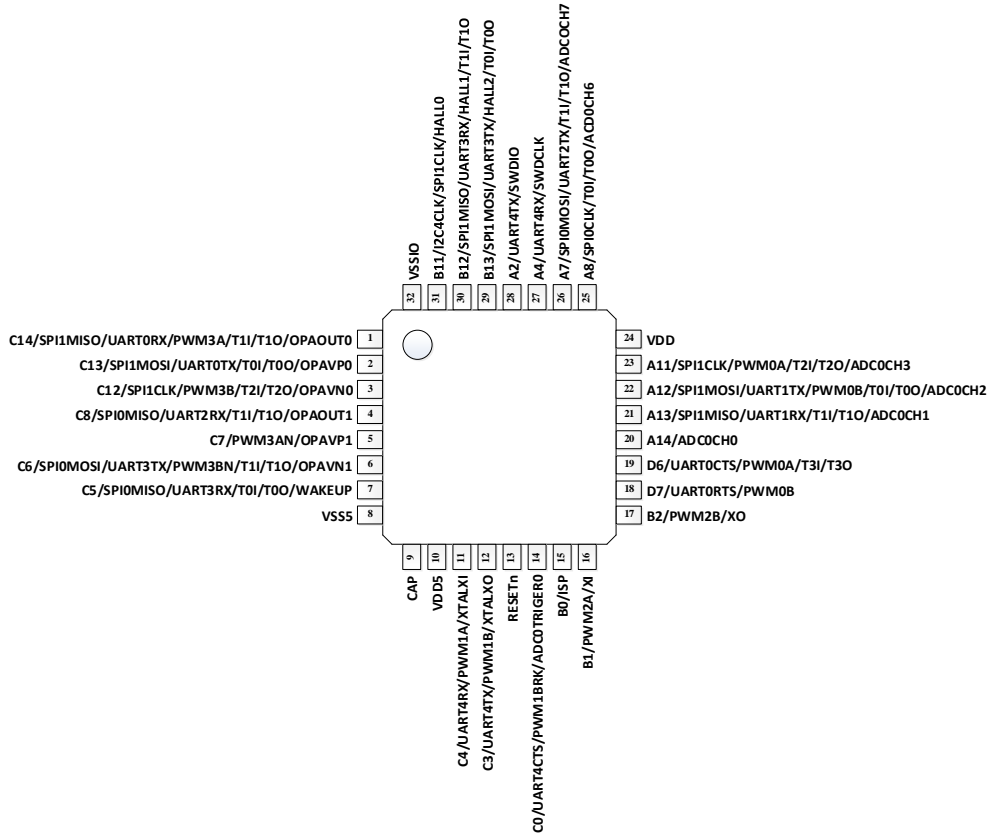 VSSIO
B11/I2C4CLK/SPI1CLK/HALL0
B12/SPI1MISO/UART3RX/HALL1/T1I/T1O
B13/SPI1MOSI/UART3TX/HALL2/T0I/T0O
A2/UART4TX/SWDIO
A4/UART4RX/SWDCLK
A7/SPI0MOSI/UART2TX/T1I/T1O/ADC0CH7
A8/SPI0CLK/T0I/T0O/ACD0CH6
32
31
30
29
28
27
26
25
C14/SPI1MISO/UART0RX/PWM3A/T1I/T1O/OPAOUT0 1
C13/SPI1MOSI/UART0TX/T0I/T0O/OPAVP0 2
C12/SPI1CLK/PWM3B/T2I/T2O/OPAVN0 3
C8/SPI0MISO/UART2RX/T1I/T1O/OPAOUT1 4
C7/PWM3AN/OPAVP1 5
C6/SPI0MOSI/UART3TX/PWM3BN/T1I/T1O/OPAVN1 6
C5/SPI0MISO/UART3RX/T0I/T0O/WAKEUP 7
VSS5 8
24 VDD
23 A11/SPI1CLK/PWM0A/T2I/T2O/ADC0CH3
22 A12/SPI1MOSI/UART1TX/PWM0B/T0I/T0O/ADC0CH2
21 A13/SPI1MISO/UART1RX/T1I/T1O/ADC0CH1
20 A14/ADC0CH0
19 D6/UART0CTS/PWM0A/T3I/T3O
18 D7/UART0RTS/PWM0B
17 B2/PWM2B/XO
9
10
11
12
13
14
15
16
CAP
VDD5
C4/UART4RX/PWM1A/XTALXI
C3/UART4TX/PWM1B/XTALXO
RESETn
C0/UART4CTS/PWM1BRK/ADC0TRIGER0
B0/ISP
B1/PWM2A/XI